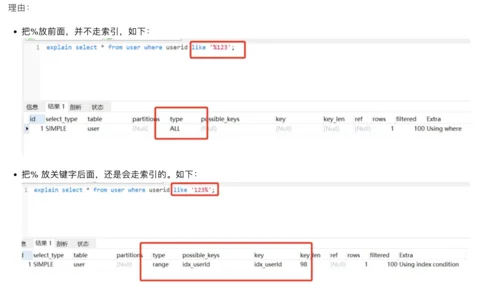 理由：
把%放前面，并不走索引，如下：
1 explain select * from user where userid like '%123';
信息 结果 1 剖析 状态
id select_type table partitions type possible_keys key key_len ref rows filtered Extra
1 SIMPLE user (Null) ALL (Null) (Null) (Null) (Null) 1 100 Using where
把% 放关键字后面，还是会走索引的。如下：
1 explain select * from user where userid like '123%';
结果 1 剖析 状态
select_type table partitions type possible_keys key key_len ref rows filtered Extra
1 SIMPLE user (Null) range idx_userId idx_userId 98 (Null) 1 100 Using index condition